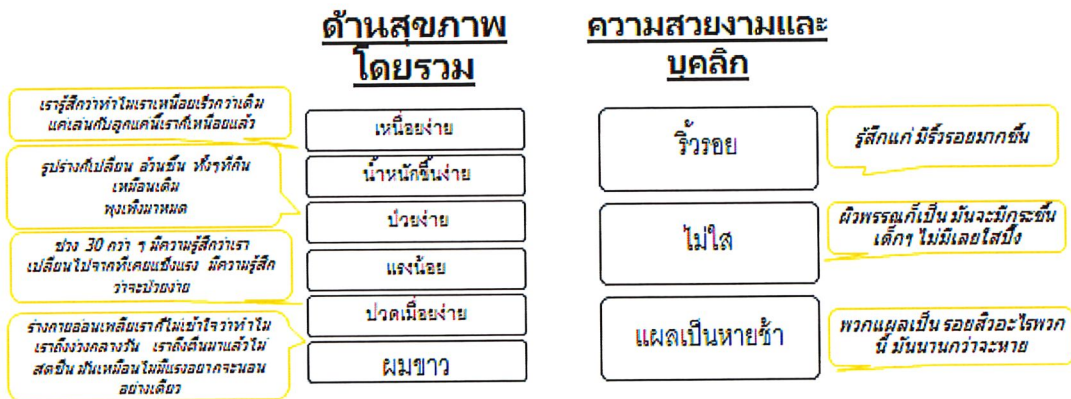 ด้านสุขภาพ
โดยรวม
เรารู้สึกว่าทำไมเราเหนื่อยเร็วกว่าเดิม
แค่เล่นกับลูกแค่นี้เราก็เหนื่อยแล้ว
รูปร่างก็เปลี่ยน อ้วนขึ้น ทั้งๆที่กิน
เหมือนเดิม
พุงเพิงมาหมด
ช่วง 30 กว่า ๆ มีความรู้สึกว่าเรา
เปลี่ยนไปจากที่เคยแข็งแรง มีความรู้สึก
ว่าจะป่วยง่าย
ร่างกายอ่อนเพลียเราก็ไม่เข้าใจว่าทำไม
เราถึงง่วงกลางวัน เราถึงตื่นมาแล้วไม่
สดชื่น มันเหมือนไม่มีแรงอยากจะนอน
อย่างเดียว
เหนื่อยง่าย
น้ำหนักขึ้นง่าย
ป่วยง่าย
แรงน้อย
ปวดเมื่อยง่าย
ผมขาว
ความสวยงามและ
บุคลิก
ริ้วรอย
ไม่ใส
แผลเป็นหายช้า
รู้สึกแก่ มีริ้วรอยมากขึ้น
ผิวพรรณก็เป็น มันจะมีกระขึ้น
เด็กๆ ไม่มีเลยใสปิ๊ง
พวกแผลเป็น รอยสิวอะไรพวก
นี้ มันนานกว่าจะหาย